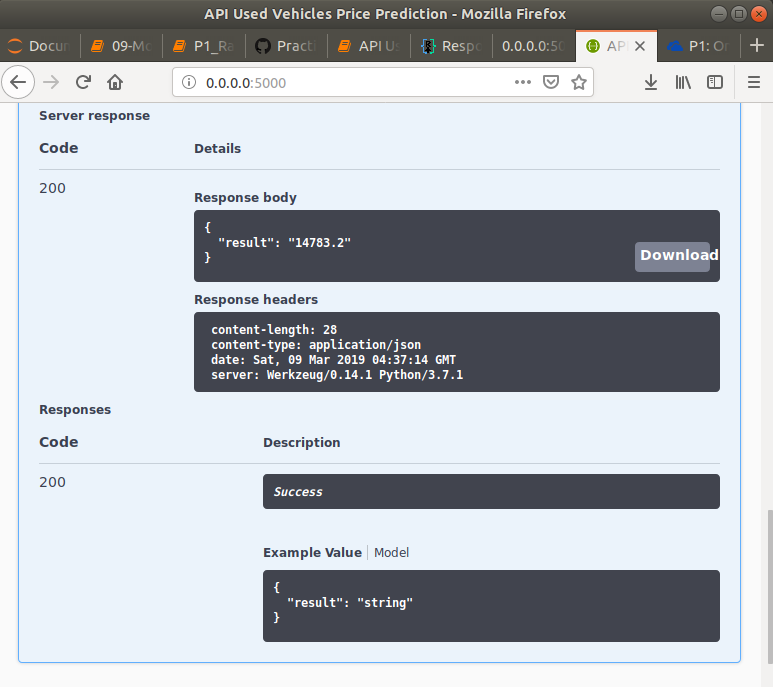 API Used Vehicles Price Prediction - Mozilla Firefox
Docu
09-Mo
P1_Ra
Pract
API Us
Respo
0.0.0.0:50
AP
P1: O
0.0.0.0:5000
Server response
Code Details
200
Response body
{
"result": "14783.2"
}
Download
Response headers
content-length: 28
content-type: application/json
date: Sat, 09 Mar 2019 04:37:14 GMT
server: Werkzeug/0.14.1 Python/3.7.1
Responses
Code Description
200
Success
Example Value Model
{
"result": "string"
}